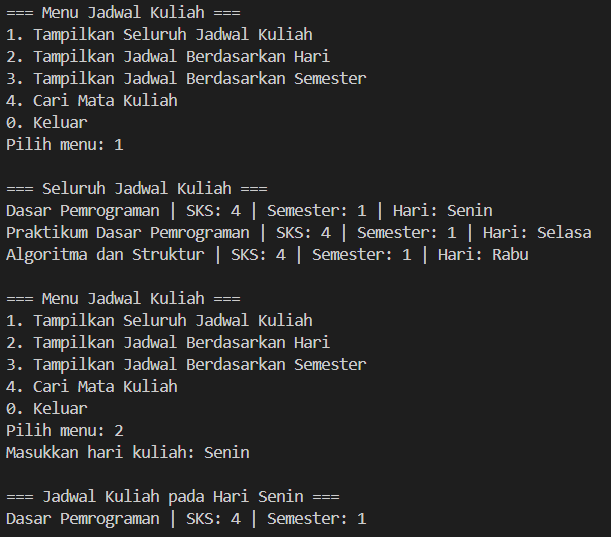 === Menu Jadwal Kuliah ===
1. Tampilkan Seluruh Jadwal Kuliah
2. Tampilkan Jadwal Berdasarkan Hari
3. Tampilkan Jadwal Berdasarkan Semester
4. Cari Mata Kuliah
0. Keluar
Pilih menu: 1

=== Seluruh Jadwal Kuliah ===
Dasar Pemrograman | SKS: 4 | Semester: 1 | Hari: Senin
Praktikum Dasar Pemrograman | SKS: 4 | Semester: 1 | Hari: Selasa
Algoritma dan Struktur | SKS: 4 | Semester: 1 | Hari: Rabu

=== Menu Jadwal Kuliah ===
1. Tampilkan Seluruh Jadwal Kuliah
2. Tampilkan Jadwal Berdasarkan Hari
3. Tampilkan Jadwal Berdasarkan Semester
4. Cari Mata Kuliah
0. Keluar
Pilih menu: 2
Masukkan hari kuliah: Senin

=== Jadwal Kuliah pada Hari Senin ===
Dasar Pemrograman | SKS: 4 | Semester: 1